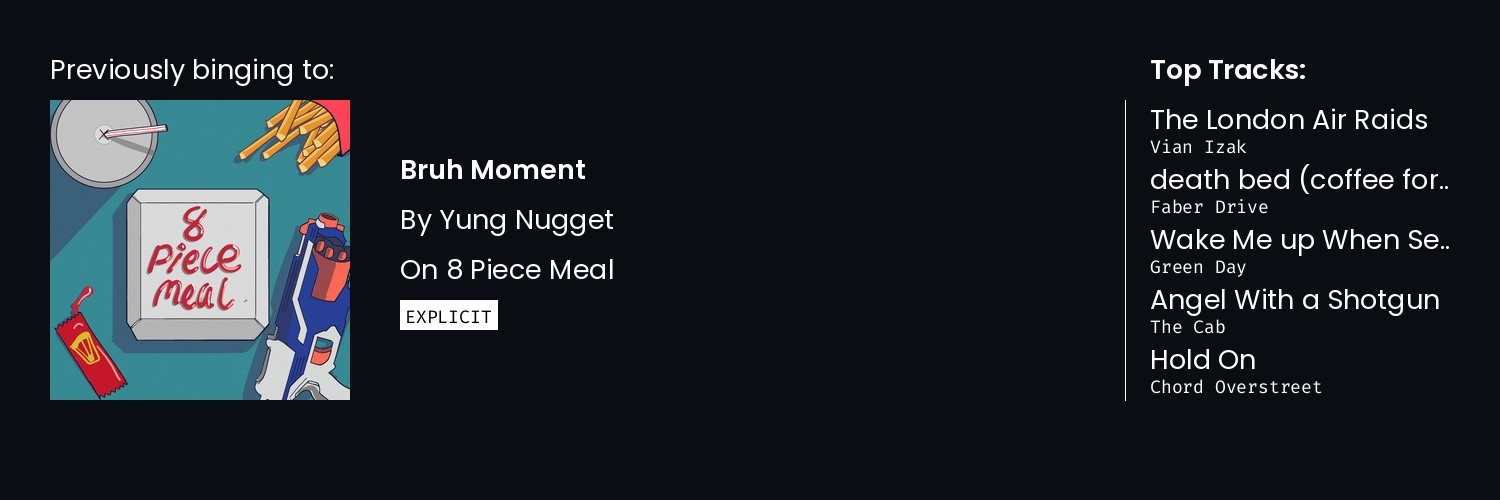 Previously binging to:
8
Piece
Meal
Bruh Moment
By Yung Nugget
On 8 Piece Meal
EXPLICIT
Top Tracks:
The London Air Raids
Vian Izak
death bed (coffee for..
Faber Drive
Wake Me up When Se..
Green Day
Angel With a Shotgun
The Cab
Hold On
Chord Overstreet